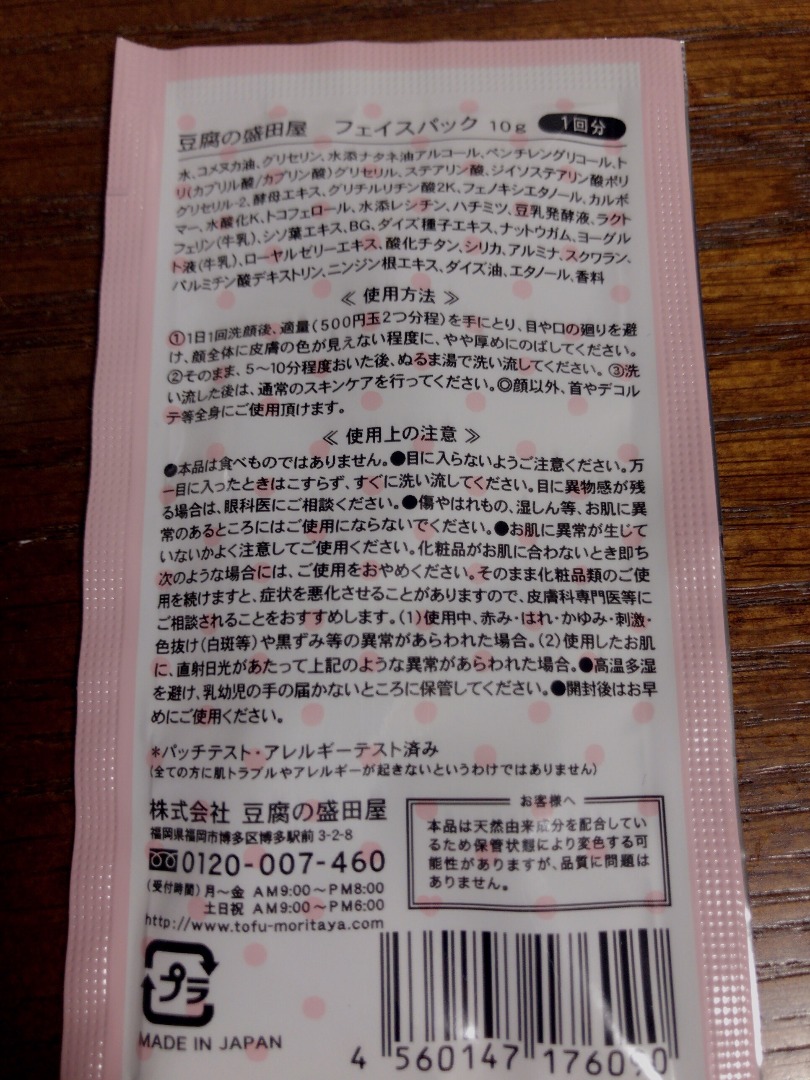 豆腐の盛田屋 フェイスパック 10g 1回分
水、コメヌカ油、グリセリン、水添ナタネ油アルコール、ペンチレングリコール、ト
リ(カプリル酸/カプリン酸)グリセリル、ステアリン酸、ジイソステアリン酸ポリ
グリセリル-2、酵母エキス、グリチルリチン酸2K、フェノキシエタノール、カルボ
マー、水酸化K、トコフェロール、水添レシチン、ハチミツ、豆乳発酵液、ラクト
フェリン(牛乳)、シソ葉エキス、BG、ダイズ種子エキス、ナットウガム、ヨーグル
ト液(牛乳)、ローヤルゼリーエキス、酸化チタン、シリカ、アルミナ、スクワラン、
パルミチン酸デキストリン、ニンジン根エキス、ダイズ油、エタノール、香料
≪ 使用方法 ≫
①1日1回洗顔後、適量(500円玉2つ分程)を手にとり、目や口の廻りを避
け、顔全体に皮膚の色が見えない程度に、やや厚めにのばしてください。
②そのまま、5〜10分程度おいた後、ぬるま湯で洗い流してください。③洗
い流した後は、通常のスキンケアを行ってください。◎顔以外、首やデコル
テ等全身にご使用頂けます。
≪ 使用上の注意 ≫
●本品は食べものではありません。●目に入らないようご注意ください。万
一目に入ったときはこすらず、すぐに洗い流してください。目に異物感が残
る場合は、眼科医にご相談ください。●傷やはれもの、湿しん等、お肌に異
常のあるところにはご使用にならないでください。●お肌に異常が生じて
いないかよく注意してご使用ください。化粧品がお肌に合わないとき即ち
次のような場合には、ご使用をおやめください。そのまま化粧品類のご使
用を続けますと、症状を悪化させることがありますので、皮膚科専門医等に
ご相談されることをおすすめします。(1)使用中、赤み・はれ・かゆみ・刺激・
色抜け(白斑等)や黒ずみ等の異常があらわれた場合。(2)使用したお肌
に、直射日光があたって上記のような異常があらわれた場合。●高温多湿
を避け、乳幼児の手の届かないところに保管してください。●開封後はお早
めにご使用ください。
*パッチテスト・アレルギーテスト済み
(全ての方に肌トラブルやアレルギーが起きないというわけではありません)
株式会社 豆腐の盛田屋
福岡県福岡市博多区博多駅前 3-2-8
0120-007-460
(受付時間) 月〜金 AM9:00〜PM8:00
土日祝 AM9:00〜PM6:00
http://www.tofu-moritaya.com
お客様へ
本品は天然由来成分を配合してい
るため保管状態により変色する可
能性がありますが、品質に問題は
ありません。
プラ
MADE IN JAPAN
4 560147 176090